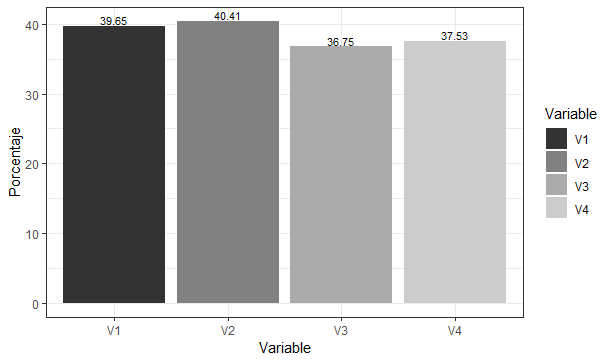 40
30
20
10
0
Porcentaje
39.65
40.41
36.75
37.53
V1
V2
V3
V4
Variable
Variable
V1
V2
V3
V4